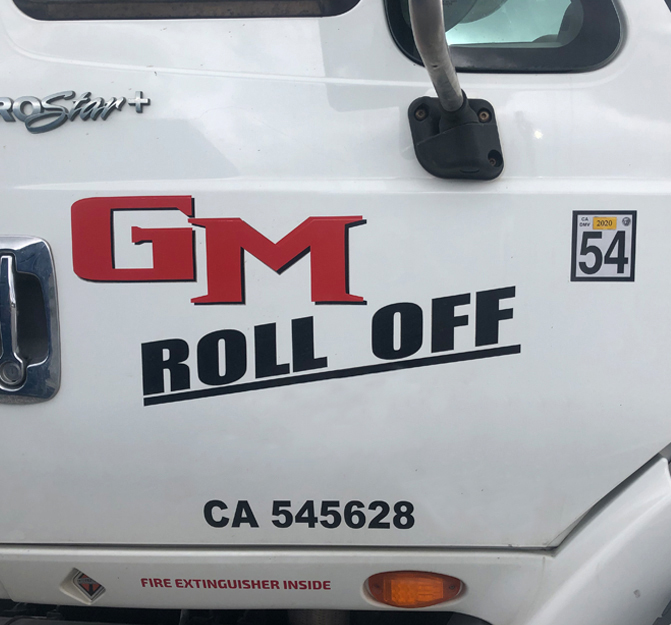 ROStar+
GM
ROLL OFF
CA
DMV
2020
54
CA 545628
FIRE EXTINGUISHER INSIDE